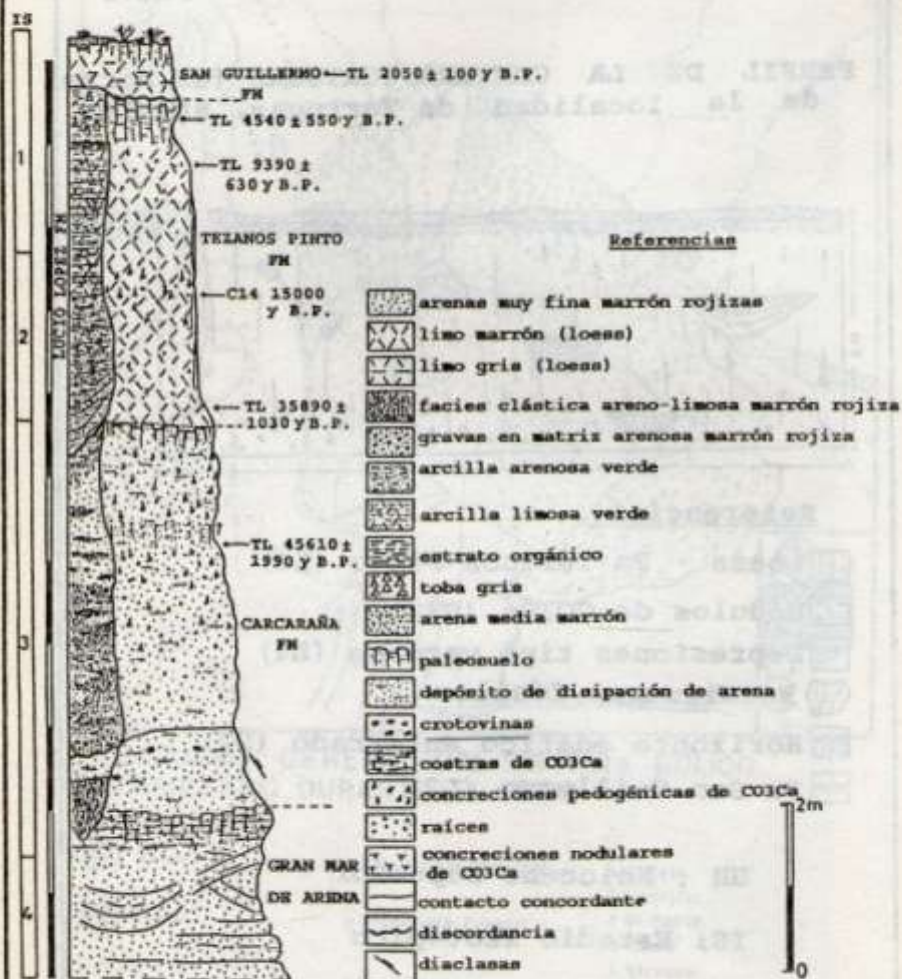 IS
SAN GUILLERMO
FM
TL 2050 ± 100 y B.P.
TL 4540 ± 550 y B.P.
1
TL 9390 ±
630 y B.P.
LUCIO LOPEZ FM
TEZANOS PINTO
FM
C14 15000
y B.P.
2
TL 35890 ±
1030 y B.P.
TL 45610 ±
1990 y B.P.
3
CARCARAÑA
FM
GRAN MAR
DE ARENA
4
Referencias
arenas muy fina marrón rojizas
limo marrón (loess)
limo gris (loess)
facies clástica areno-limosa marrón rojiza
gravas en matriz arenosa marrón rojiza
arcilla arenosa verde
arcilla limosa verde
estrato orgánico
toba gris
arena media marrón
paleosuelo
depósito de disipación de arena
crotovinas
costras de CO3Ca
concreciones pedogénicas de CO3Ca
raíces
concreciones nodulares
de CO3Ca
contacto concordante
discordancia
diaclasas
2m
0